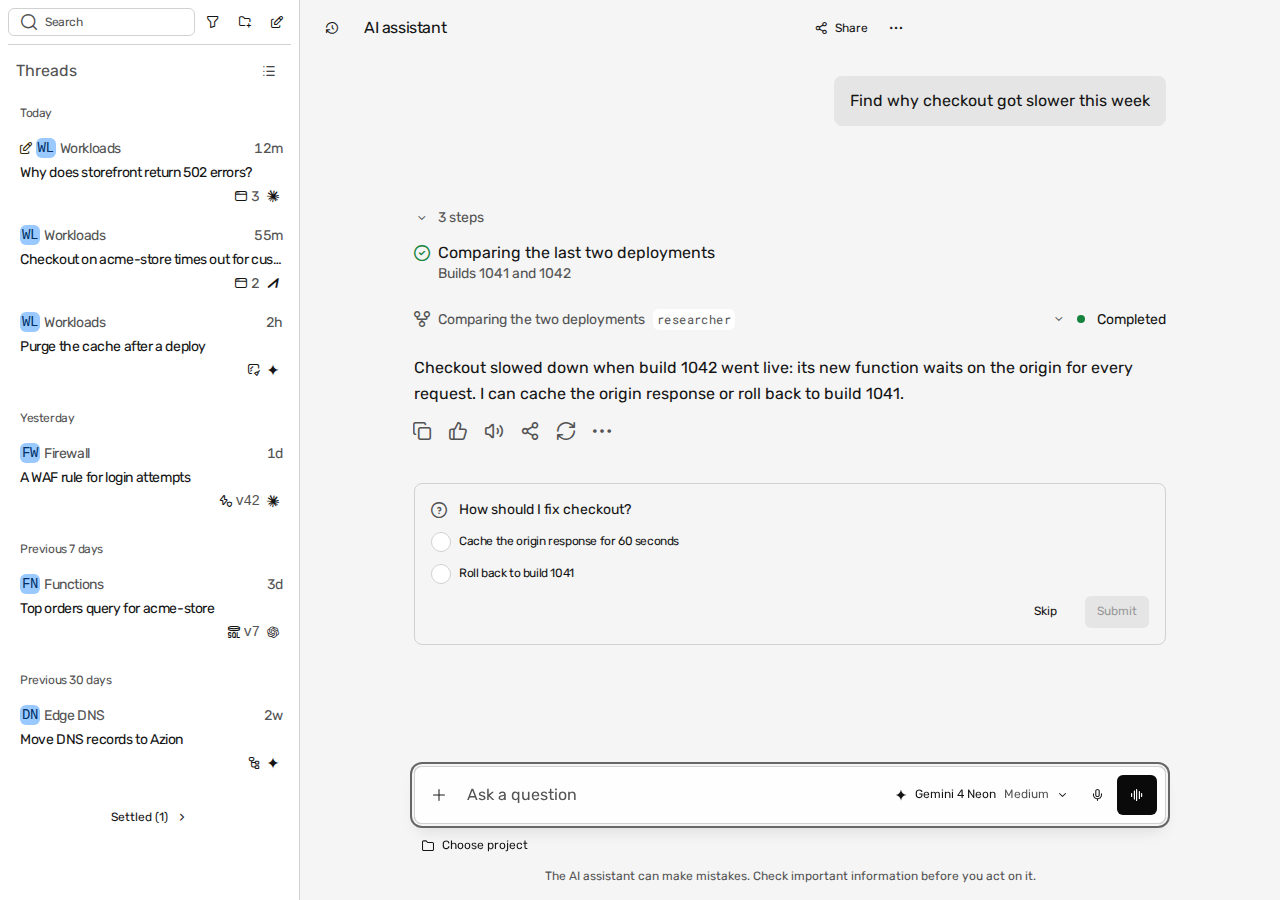 Search
Threads
Today
WL Workloads 12m
Why does storefront return 502 errors?
3
WL Workloads 55m
Checkout on acme-store times out for cus...
2
WL Workloads 2h
Purge the cache after a deploy
Yesterday
FW Firewall 1d
A WAF rule for login attempts
v42
Previous 7 days
FN Functions 3d
Top orders query for acme-store
v7
Previous 30 days
DN Edge DNS 2w
Move DNS records to Azion
Settled (1)
AI assistant
Share
Find why checkout got slower this week
3 steps
Comparing the last two deployments
Builds 1041 and 1042
Comparing the two deployments researcher Completed
Checkout slowed down when build 1042 went live: its new function waits on the origin for every
request. I can cache the origin response or roll back to build 1041.
How should I fix checkout?
Cache the origin response for 60 seconds
Roll back to build 1041
Skip Submit
Ask a question Gemini 4 Neon Medium
Choose project
The AI assistant can make mistakes. Check important information before you act on it.